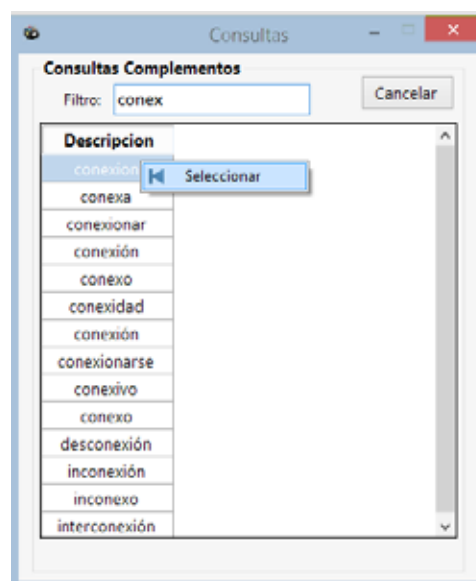 Consultas
Consultas Complementos
Filtro: conex
Cancelar
Descripcion
Seleccionar
conexa
conexionar
conexión
conexo
conexidad
conexión
conexionarse
conexivo
conexo
desconexión
inconexión
inconexo
interconexión